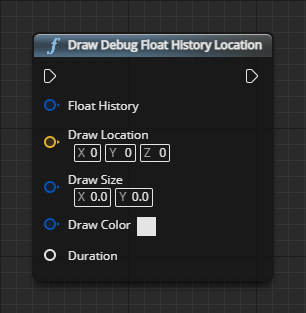 f Draw Debug Float History Location
Float History
Draw Location
X 0 Y 0 Z 0
Draw Size
X 0.0 Y 0.0
Draw Color
Duration